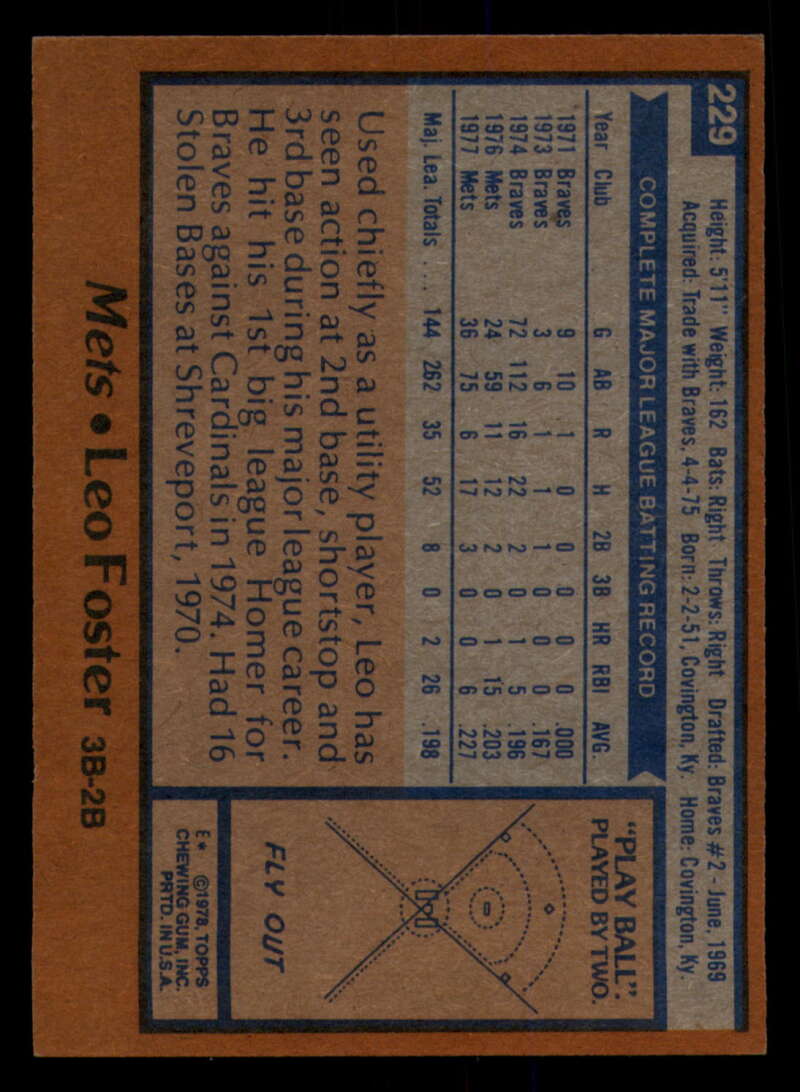 229
Height: 5'11" Weight: 162 Bats: Right Throws: Right Drafted: Braves #2 - June, 1969
Acquired: Trade with Braves, 4-4-75 Born: 2-2-51, Covington, Ky. Home: Covington, Ky.
COMPLETE MAJOR LEAGUE BATTING RECORD
Year Club G AB R H 2B 3B HR RBI AVG.
1971 Braves 9 10 1 0 0 0 0 0 .000
1973 Braves 3 6 1 1 1 0 0 0 .167
1974 Braves 72 112 16 22 2 0 1 5 .196
1976 Mets 24 59 11 12 2 0 1 15 .203
1977 Mets 36 75 6 17 3 0 0 6 .227
Maj. Lea. Totals .... 144 262 35 52 8 0 2 26 .198
Used chiefly as a utility player, Leo has
seen action at 2nd base, shortstop and
3rd base during his major league career.
He hit his 1st big league Homer for
Braves against Cardinals in 1974. Had 16
Stolen Bases at Shreveport, 1970.
"PLAY BALL".
PLAYED BY TWO.
FLY OUT
E* ©1978, TOPPS
CHEWING GUM, INC.
PRTD. IN U.S.A.
Mets • Leo Foster 3B-2B